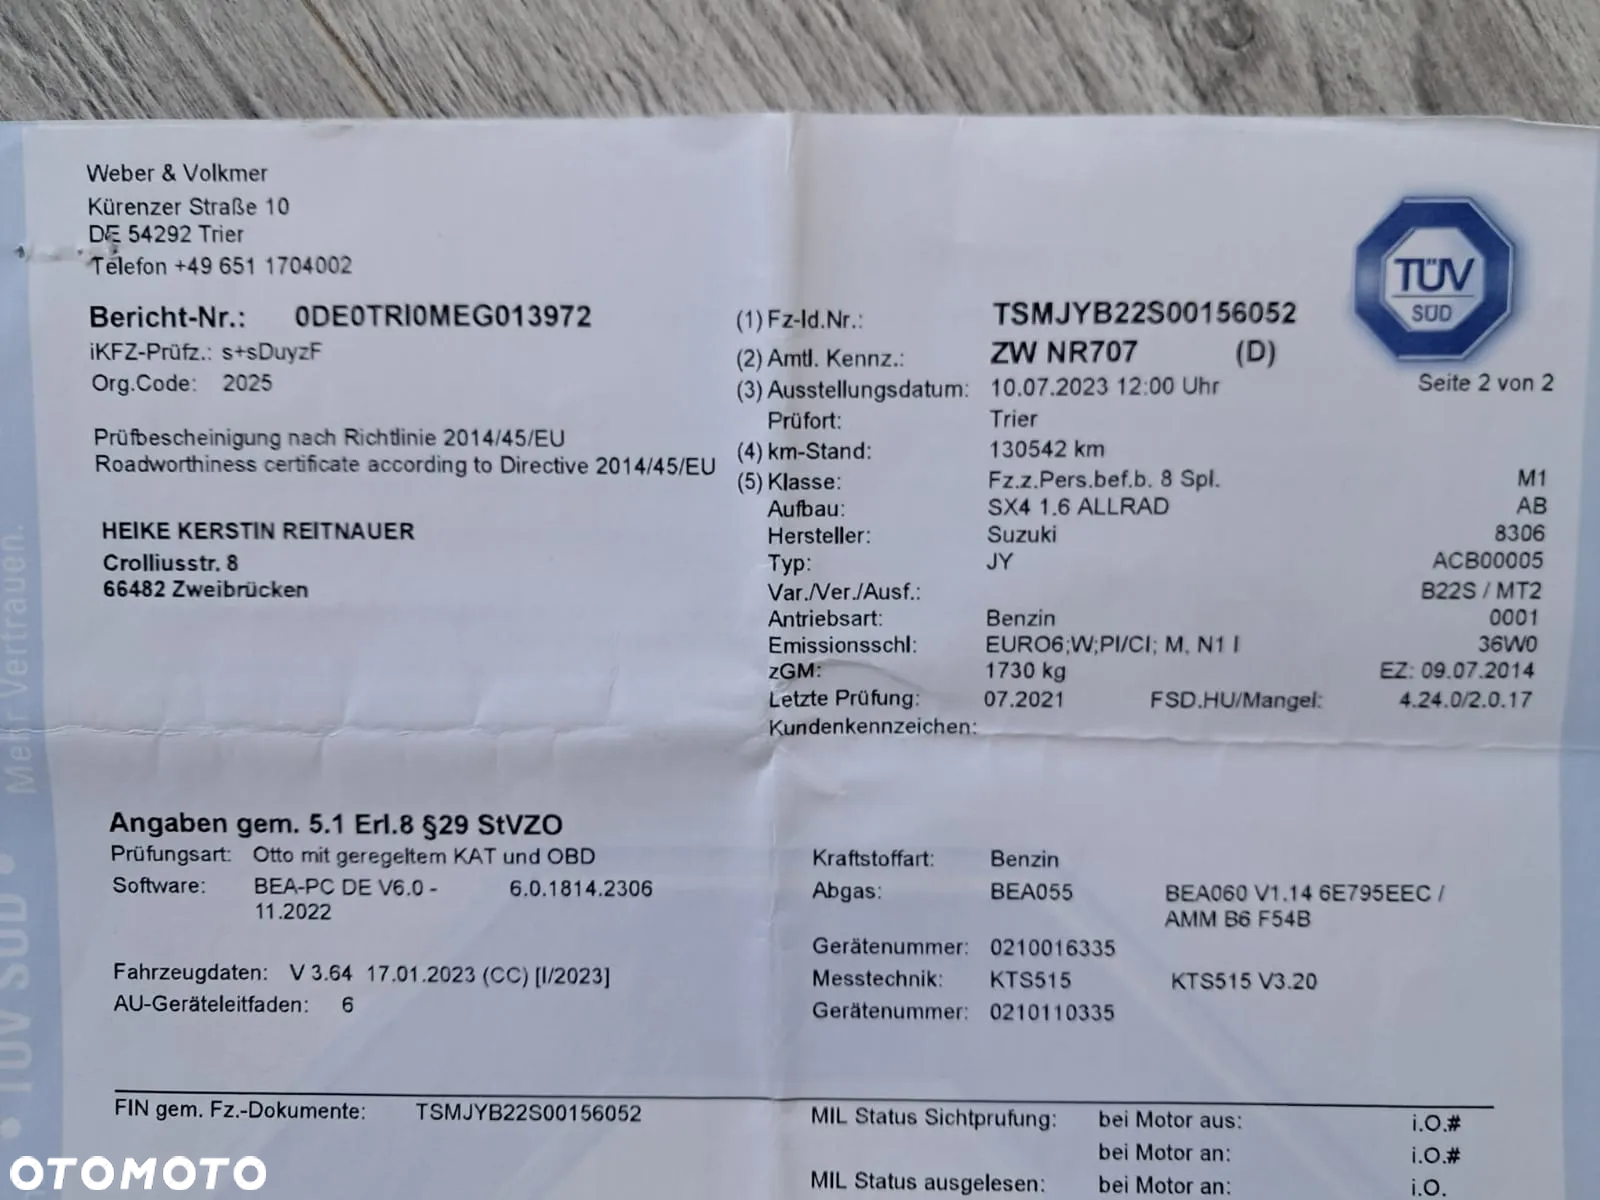 Weber & Volkmer
Kürenzer Straße 10
DE 54292 Trier
Telefon +49 651 1704002
Bericht-Nr.: 0DE0TRI0MEG013972
iKFZ-Prüfz.: s+sDuyzF
Org.Code: 2025
Prüfbescheinigung nach Richtlinie 2014/45/EU
Roadworthiness certificate according to Directive 2014/45/EU
HEIKE KERSTIN REITNAUER
Crolliusstr. 8
66482 Zweibrücken
TÜV
SÜD
Seite 2 von 2
(1) Fz-Id.Nr.: TSMJYB22S00156052
(2) Amtl. Kennz.: ZW NR707 (D)
(3) Ausstellungsdatum: 10.07.2023 12:00 Uhr
Prüfort: Trier
(4) km-Stand: 130542 km
(5) Klasse: Fz.z.Pers.bef.b. 8 Spl. M1
Aufbau: SX4 1.6 ALLRAD AB
Hersteller: Suzuki 8306
Typ: JY ACB00005
Var./Ver./Ausf.: B22S / MT2
Antriebsart: Benzin 0001
Emissionsschl: EURO6;W;PI/CI; M, N1 I 36W0
zGM: 1730 kg EZ: 09.07.2014
Letzte Prüfung: 07.2021 FSD.HU/Mangel: 4.24.0/2.0.17
Kundenkennzeichen:
Angaben gem. 5.1 Erl.8 §29 StVZO
Prüfungsart: Otto mit geregeltem KAT und OBD
Software: BEA-PC DE V6.0 - 6.0.1814.2306
11.2022
Fahrzeugdaten: V 3.64 17.01.2023 (CC) [I/2023]
AU-Geräteleitfaden: 6
Kraftstoffart: Benzin
Abgas: BEA055 BEA060 V1.14 6E795EEC /
AMM B6 F54B
Gerätenummer: 0210016335
Messtechnik: KTS515 KTS515 V3.20
Gerätenummer: 0210110335
FIN gem. Fz.-Dokumente: TSMJYB22S00156052
MIL Status Sichtprüfung: bei Motor aus: i.O.#
bei Motor an: i.O.#
MIL Status ausgelesen: bei Motor an: i.O.
• TÜV SÜD •
Mehr Vertrauen.
OTOMOTO